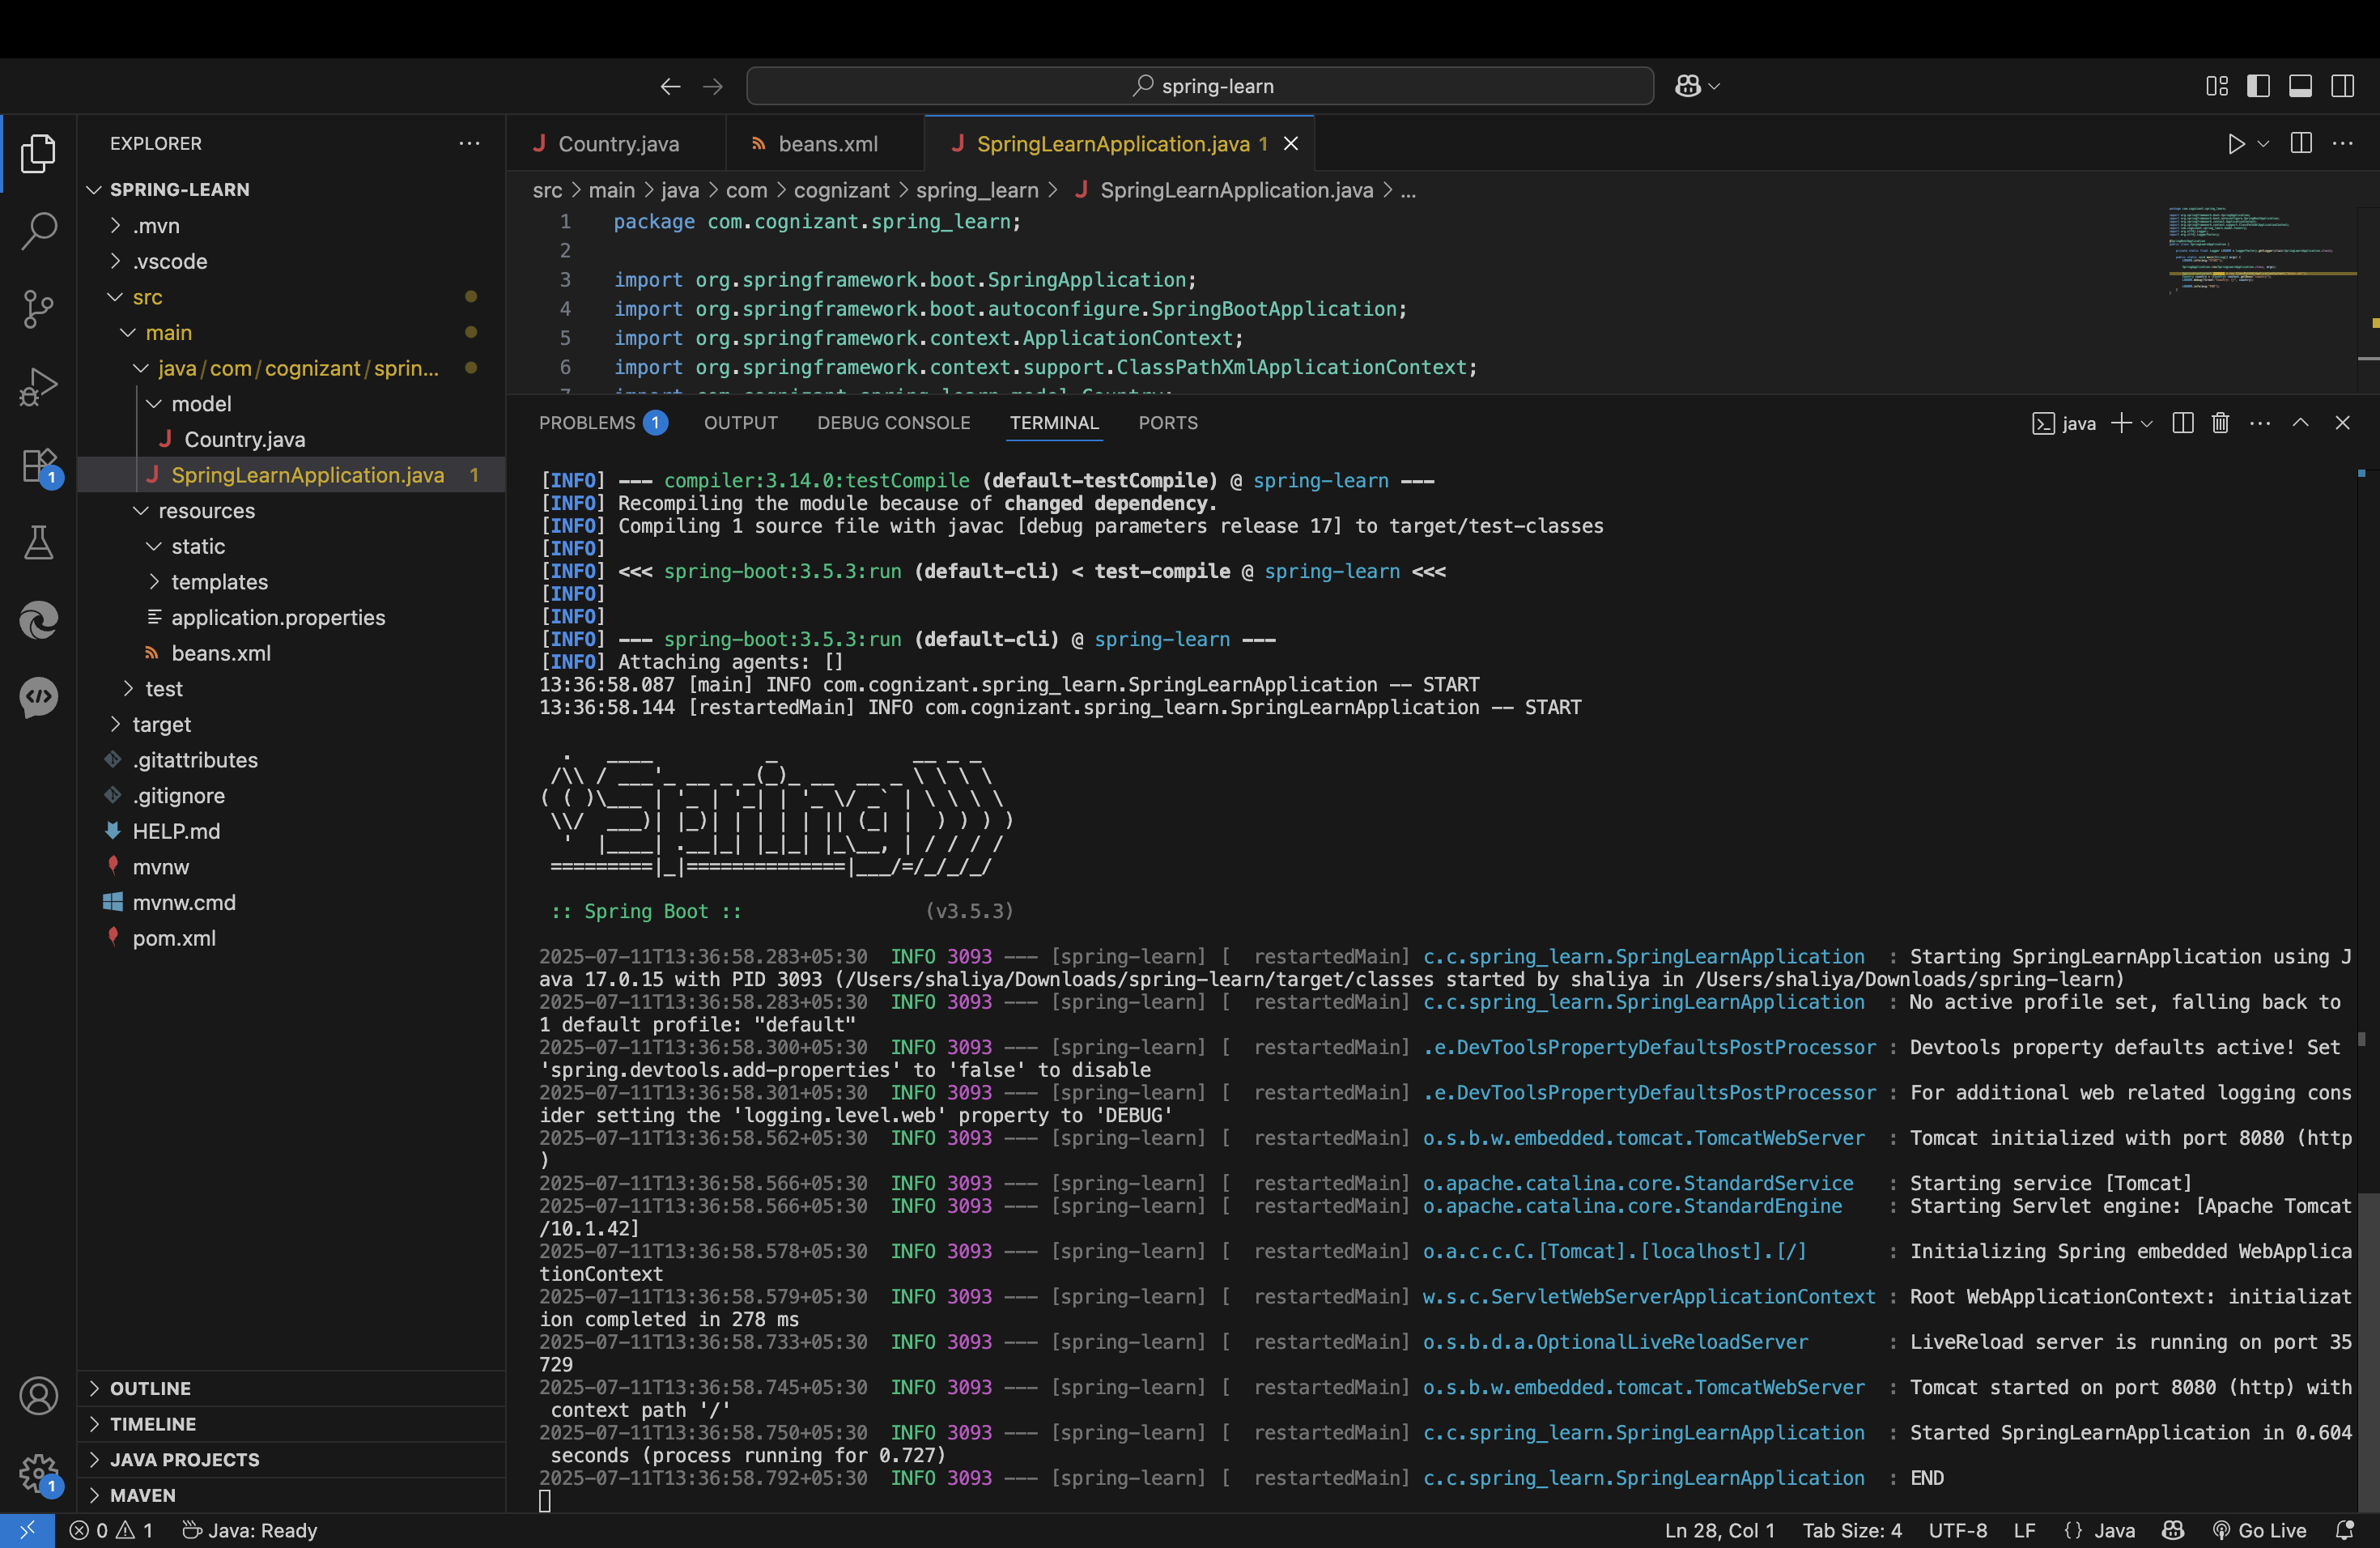 spring-learn
EXPLORER
SPRING-LEARN
.mvn
.vscode
src
main
java/com/cognizant/sprin...
model
Country.java
SpringLearnApplication.java 1
resources
static
templates
application.properties
beans.xml
test
target
.gitattributes
.gitignore
HELP.md
mvnw
mvnw.cmd
pom.xml
OUTLINE
TIMELINE
JAVA PROJECTS
MAVEN
1
1
Country.java
beans.xml
SpringLearnApplication.java 1
src > main > java > com > cognizant > spring_learn > SpringLearnApplication.java > ...
1 package com.cognizant.spring_learn;
2
3 import org.springframework.boot.SpringApplication;
4 import org.springframework.boot.autoconfigure.SpringBootApplication;
5 import org.springframework.context.ApplicationContext;
6 import org.springframework.context.support.ClassPathXmlApplicationContext;
7 import com.cognizant.spring_learn.model.Country;
PROBLEMS 1 OUTPUT DEBUG CONSOLE TERMINAL PORTS
java
[INFO] --- compiler:3.14.0:testCompile (default-testCompile) @ spring-learn ---
[INFO] Recompiling the module because of changed dependency.
[INFO] Compiling 1 source file with javac [debug parameters release 17] to target/test-classes
[INFO]
[INFO] <<< spring-boot:3.5.3:run (default-cli) < test-compile @ spring-learn <<<
[INFO]
[INFO]
[INFO] --- spring-boot:3.5.3:run (default-cli) @ spring-learn ---
[INFO] Attaching agents: []
13:36:58.087 [main] INFO com.cognizant.spring_learn.SpringLearnApplication -- START
13:36:58.144 [restartedMain] INFO com.cognizant.spring_learn.SpringLearnApplication -- START
Spring
:: Spring Boot :: (v3.5.3)
2025-07-11T13:36:58.283+05:30 INFO 3093 --- [spring-learn] [ restartedMain] c.c.spring_learn.SpringLearnApplication : Starting SpringLearnApplication using J
ava 17.0.15 with PID 3093 (/Users/shaliya/Downloads/spring-learn/target/classes started by shaliya in /Users/shaliya/Downloads/spring-learn)
2025-07-11T13:36:58.283+05:30 INFO 3093 --- [spring-learn] [ restartedMain] c.c.spring_learn.SpringLearnApplication : No active profile set, falling back to
1 default profile: "default"
2025-07-11T13:36:58.300+05:30 INFO 3093 --- [spring-learn] [ restartedMain] .e.DevToolsPropertyDefaultsPostProcessor : Devtools property defaults active! Set
'spring.devtools.add-properties' to 'false' to disable
2025-07-11T13:36:58.301+05:30 INFO 3093 --- [spring-learn] [ restartedMain] .e.DevToolsPropertyDefaultsPostProcessor : For additional web related logging cons
ider setting the 'logging.level.web' property to 'DEBUG'
2025-07-11T13:36:58.562+05:30 INFO 3093 --- [spring-learn] [ restartedMain] o.s.b.w.embedded.tomcat.TomcatWebServer : Tomcat initialized with port 8080 (http
)
2025-07-11T13:36:58.566+05:30 INFO 3093 --- [spring-learn] [ restartedMain] o.apache.catalina.core.StandardService : Starting service [Tomcat]
2025-07-11T13:36:58.566+05:30 INFO 3093 --- [spring-learn] [ restartedMain] o.apache.catalina.core.StandardEngine : Starting Servlet engine: [Apache Tomcat
/10.1.42]
2025-07-11T13:36:58.578+05:30 INFO 3093 --- [spring-learn] [ restartedMain] o.a.c.c.C.[Tomcat].[localhost].[/] : Initializing Spring embedded WebApplica
tionContext
2025-07-11T13:36:58.579+05:30 INFO 3093 --- [spring-learn] [ restartedMain] w.s.c.ServletWebServerApplicationContext : Root WebApplicationContext: initializat
ion completed in 278 ms
2025-07-11T13:36:58.733+05:30 INFO 3093 --- [spring-learn] [ restartedMain] o.s.b.d.a.OptionalLiveReloadServer : LiveReload server is running on port 35
729
2025-07-11T13:36:58.745+05:30 INFO 3093 --- [spring-learn] [ restartedMain] o.s.b.w.embedded.tomcat.TomcatWebServer : Tomcat started on port 8080 (http) with
context path '/'
2025-07-11T13:36:58.750+05:30 INFO 3093 --- [spring-learn] [ restartedMain] c.c.spring_learn.SpringLearnApplication : Started SpringLearnApplication in 0.604
seconds (process running for 0.727)
2025-07-11T13:36:58.792+05:30 INFO 3093 --- [spring-learn] [ restartedMain] c.c.spring_learn.SpringLearnApplication : END
0 1 Java: Ready Ln 28, Col 1 Tab Size: 4 UTF-8 LF {} Java Go Live